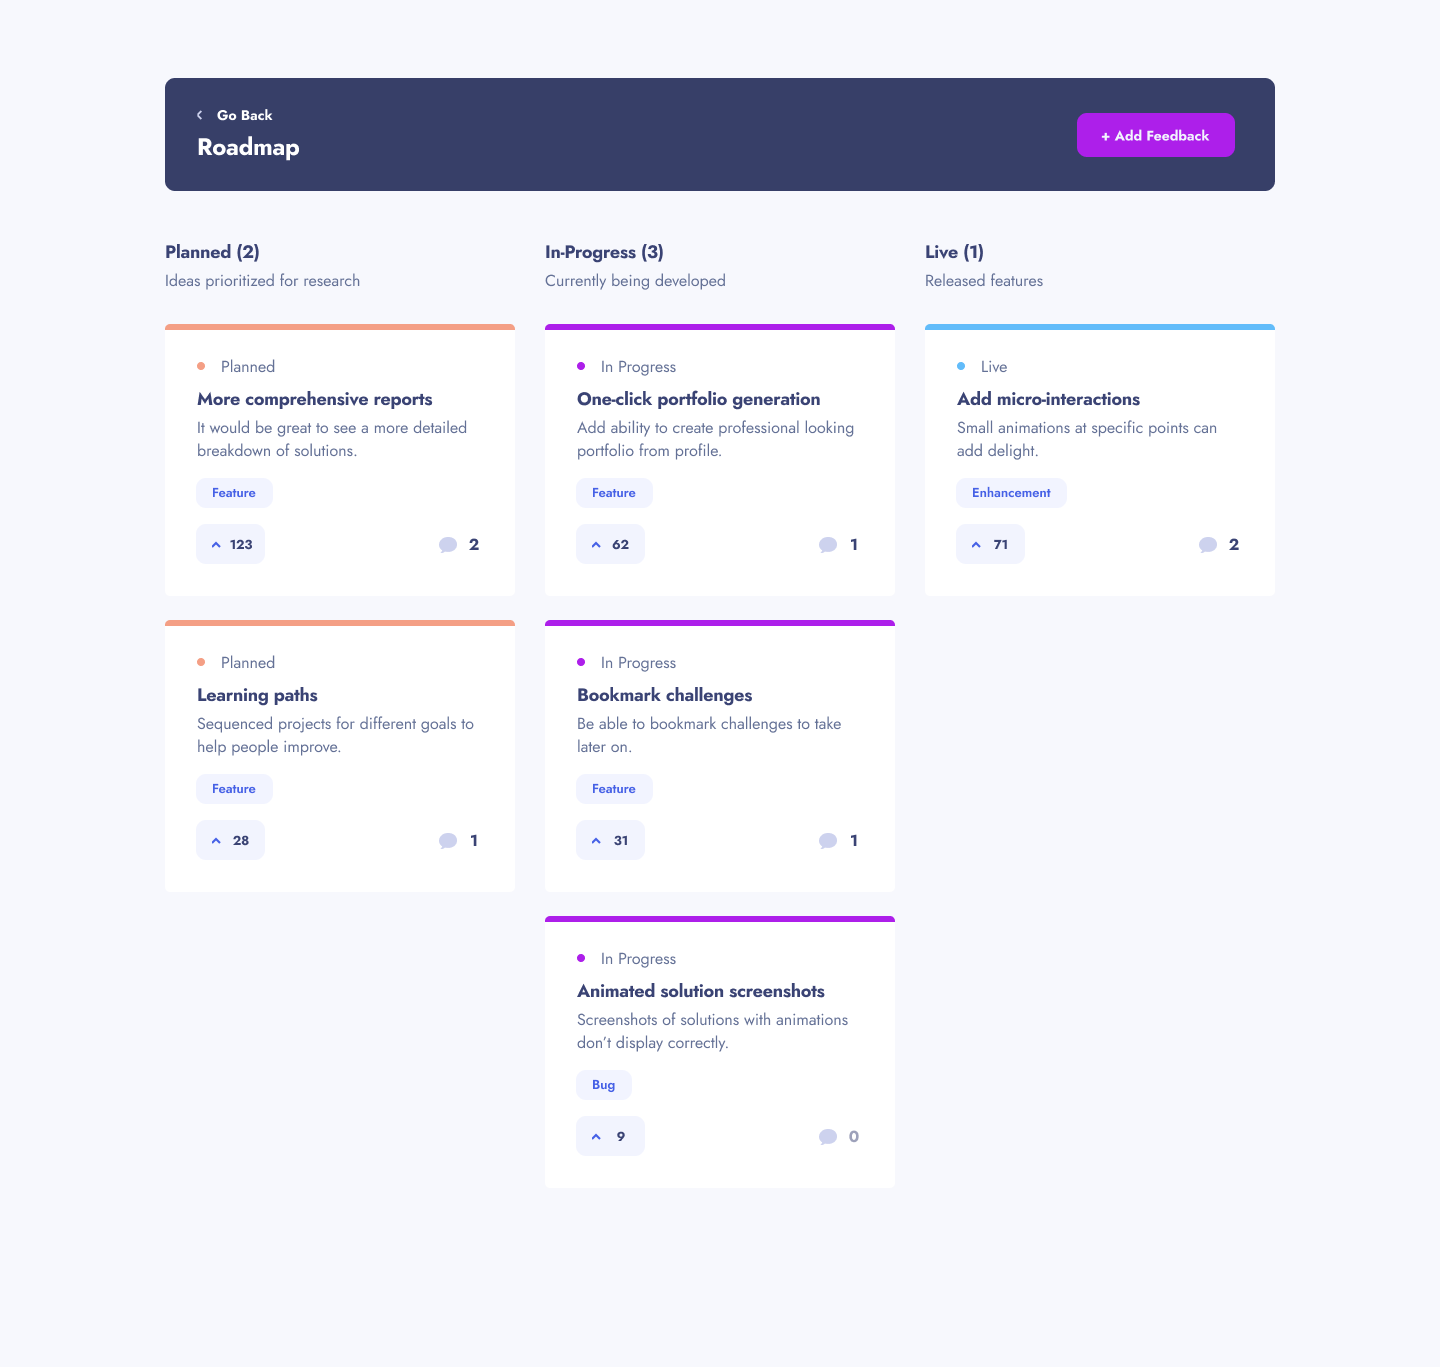 Go Back
Roadmap
+ Add Feedback
Planned (2)
Ideas prioritized for research
Planned
More comprehensive reports
It would be great to see a more detailed
breakdown of solutions.
Feature
123
2
Planned
Learning paths
Sequenced projects for different goals to
help people improve.
Feature
28
1
In-Progress (3)
Currently being developed
In Progress
One-click portfolio generation
Add ability to create professional looking
portfolio from profile.
Feature
62
1
In Progress
Bookmark challenges
Be able to bookmark challenges to take
later on.
Feature
31
1
In Progress
Animated solution screenshots
Screenshots of solutions with animations
don’t display correctly.
Bug
9
0
Live (1)
Released features
Live
Add micro-interactions
Small animations at specific points can
add delight.
Enhancement
71
2